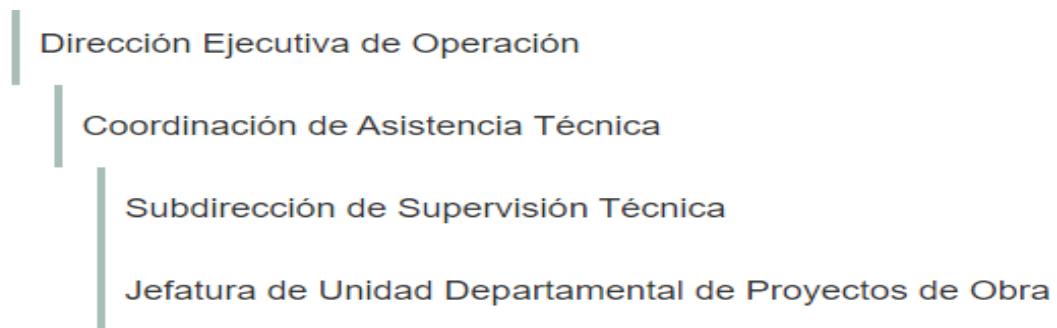 Dirección Ejecutiva de Operación
Coordinación de Asistencia Técnica
Subdirección de Supervisión Técnica
Jefatura de Unidad Departamental de Proyectos de Obra